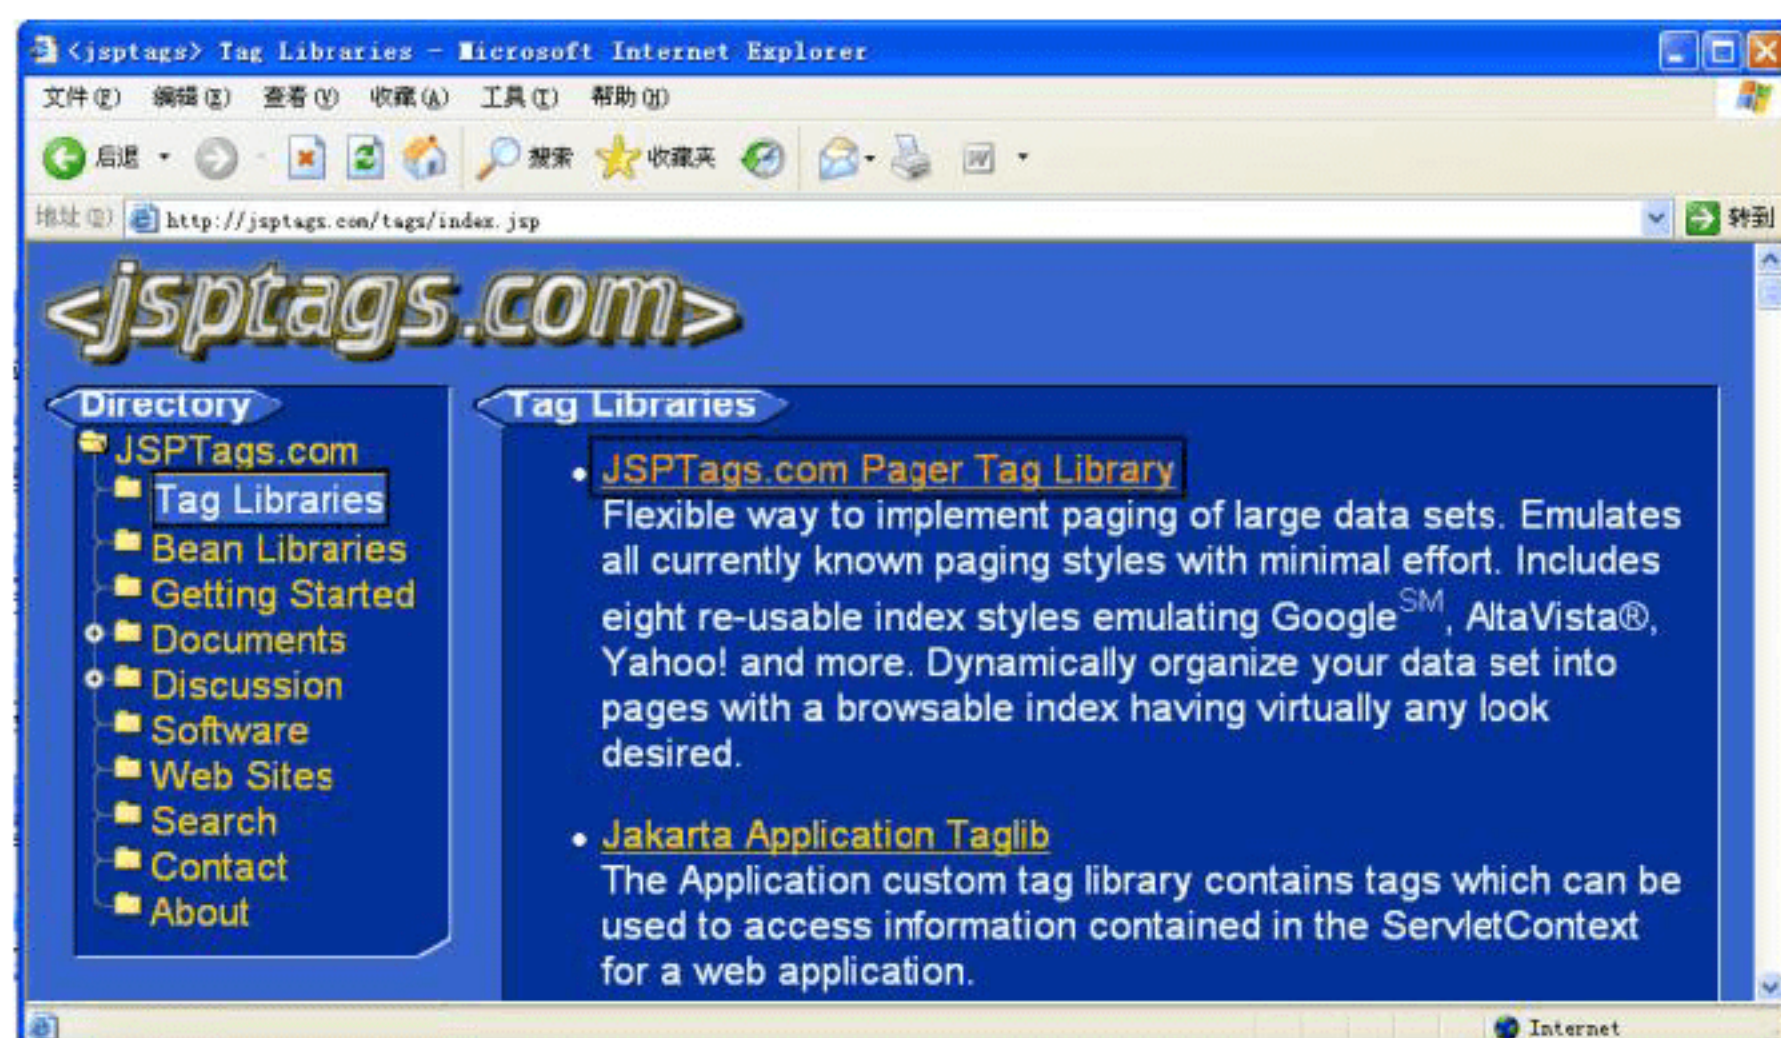 <jsptags> Tag Libraries - Microsoft Internet Explorer
文件(F) 编辑(E) 查看(V) 收藏(A) 工具(T) 帮助(H)
后退 搜索 收藏夹
地址(D) http://jsptags.com/tags/index.jsp 转到
<jsptags.com>
Directory
JSPTags.com
Tag Libraries
Bean Libraries
Getting Started
Documents
Discussion
Software
Web Sites
Search
Contact
About
Tag Libraries
JSPTags.com Pager Tag Library
Flexible way to implement paging of large data sets. Emulates
all currently known paging styles with minimal effort. Includes
eight re-usable index styles emulating Google SM, AltaVista®,
Yahoo! and more. Dynamically organize your data set into
pages with a browsable index having virtually any look
desired.
Jakarta Application Taglib
The Application custom tag library contains tags which can be
used to access information contained in the ServletContext
for a web application.
Internet